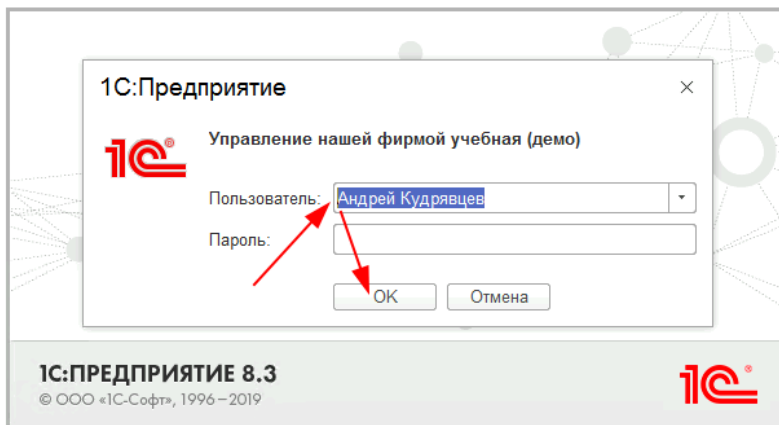 1С:Предприятие
1С®
Управление нашей фирмой учебная (демо)
Пользователь: Андрей Кудрявцев
Пароль:
OK Отмена
1С:ПРЕДПРИЯТИЕ 8.3
© ООО «1С-Софт», 1996–2019
1С®